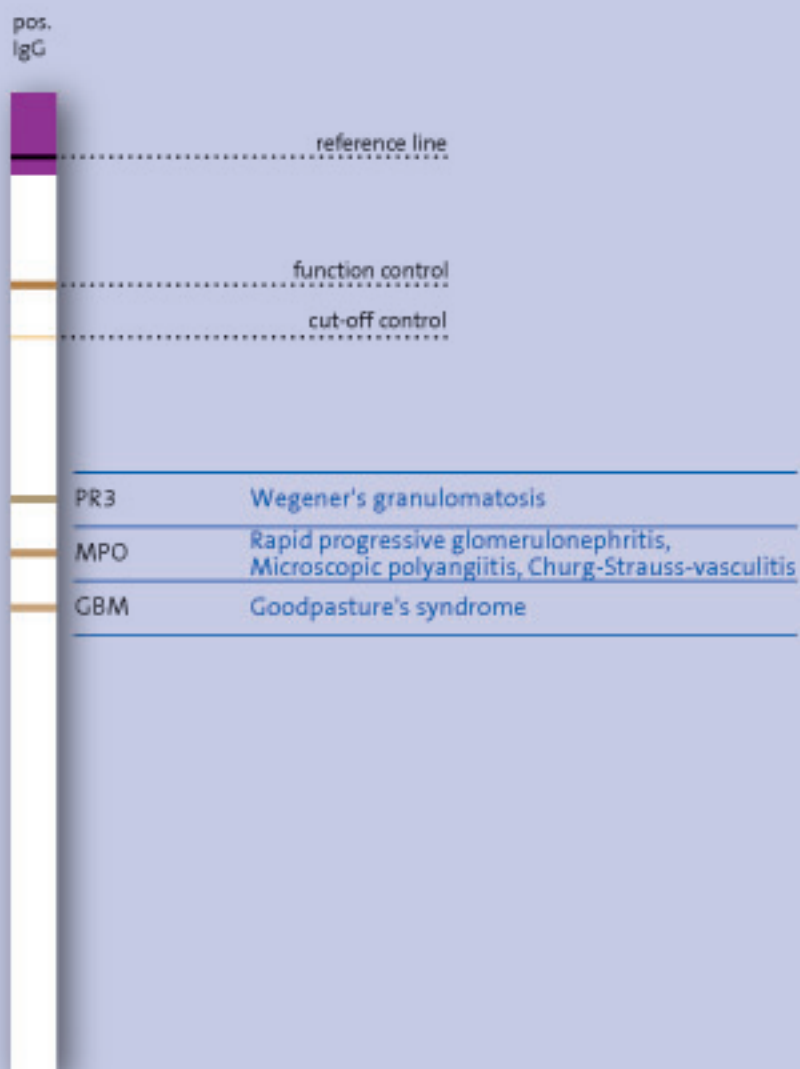 pos.
IgG
reference line
function control
cut-off control
PR3 Wegener's granulomatosis
MPO Rapid progressive glomerulonephritis,
Microscopic polyangiitis, Churg-Strauss-vasculitis
GBM Goodpasture's syndrome